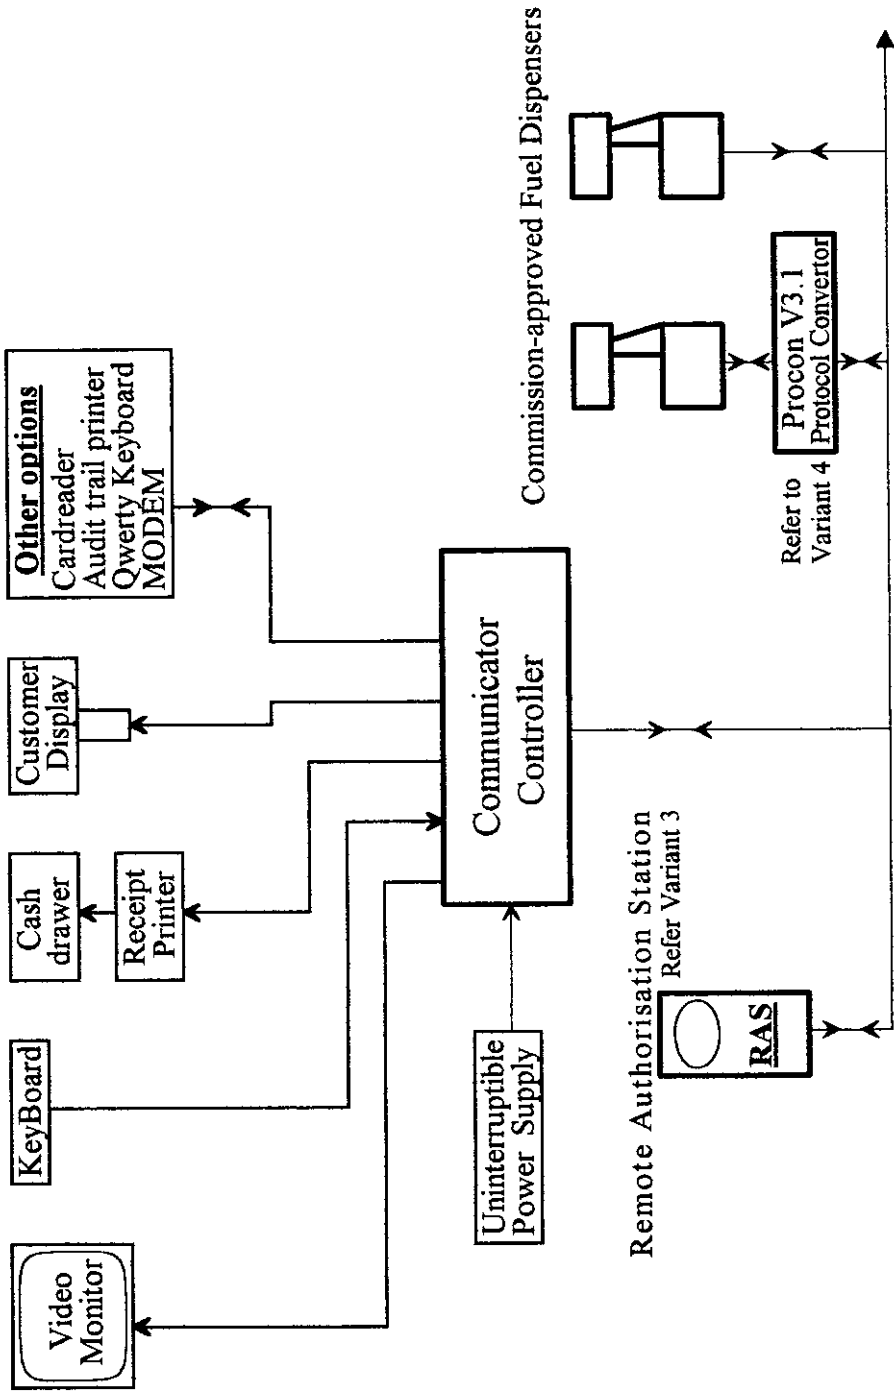 Video
Monitor
KeyBoard
Cash
drawer
Receipt
Printer
Customer
Display
Other options
Cardreader
Audit trail printer
Qwerty Keyboard
MODEM
Uninterruptible
Power Supply
Communicator
Controller
Remote Authorisation Station
Refer Variant 3
RAS
Commission-approved Fuel Dispensers
Refer to
Variant 4
Procon V3.1
Protocol Convertor